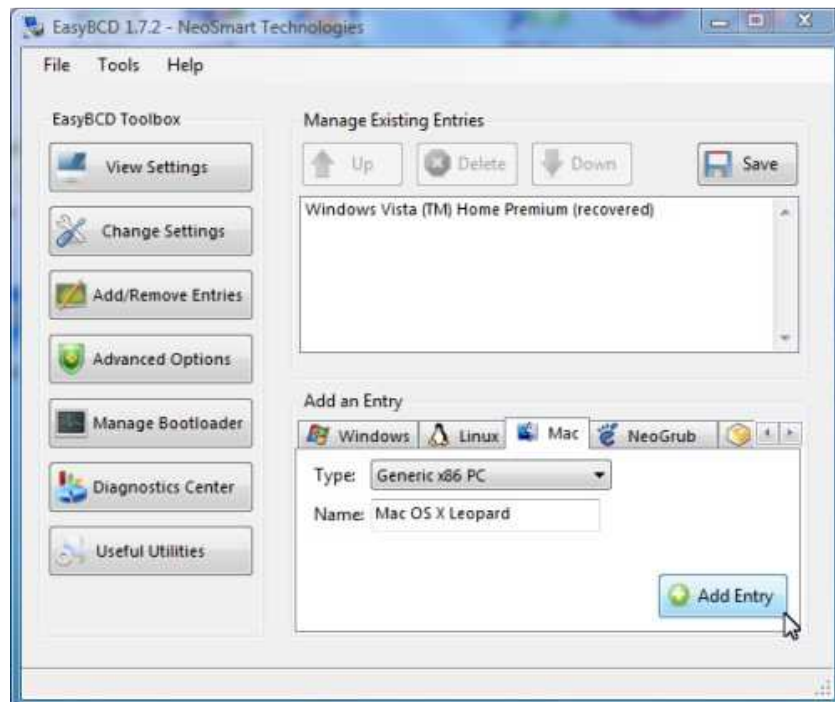 EasyBCD 1.7.2 - NeoSmart Technologies
File Tools Help
EasyBCD Toolbox
View Settings
Change Settings
Add/Remove Entries
Advanced Options
Manage Bootloader
Diagnostics Center
Useful Utilities
Manage Existing Entries
Up Delete Down Save
Windows Vista (TM) Home Premium (recovered)
Add an Entry
Windows Linux Mac NeoGrub
Type: Generic x86 PC
Name: Mac OS X Leopard
Add Entry